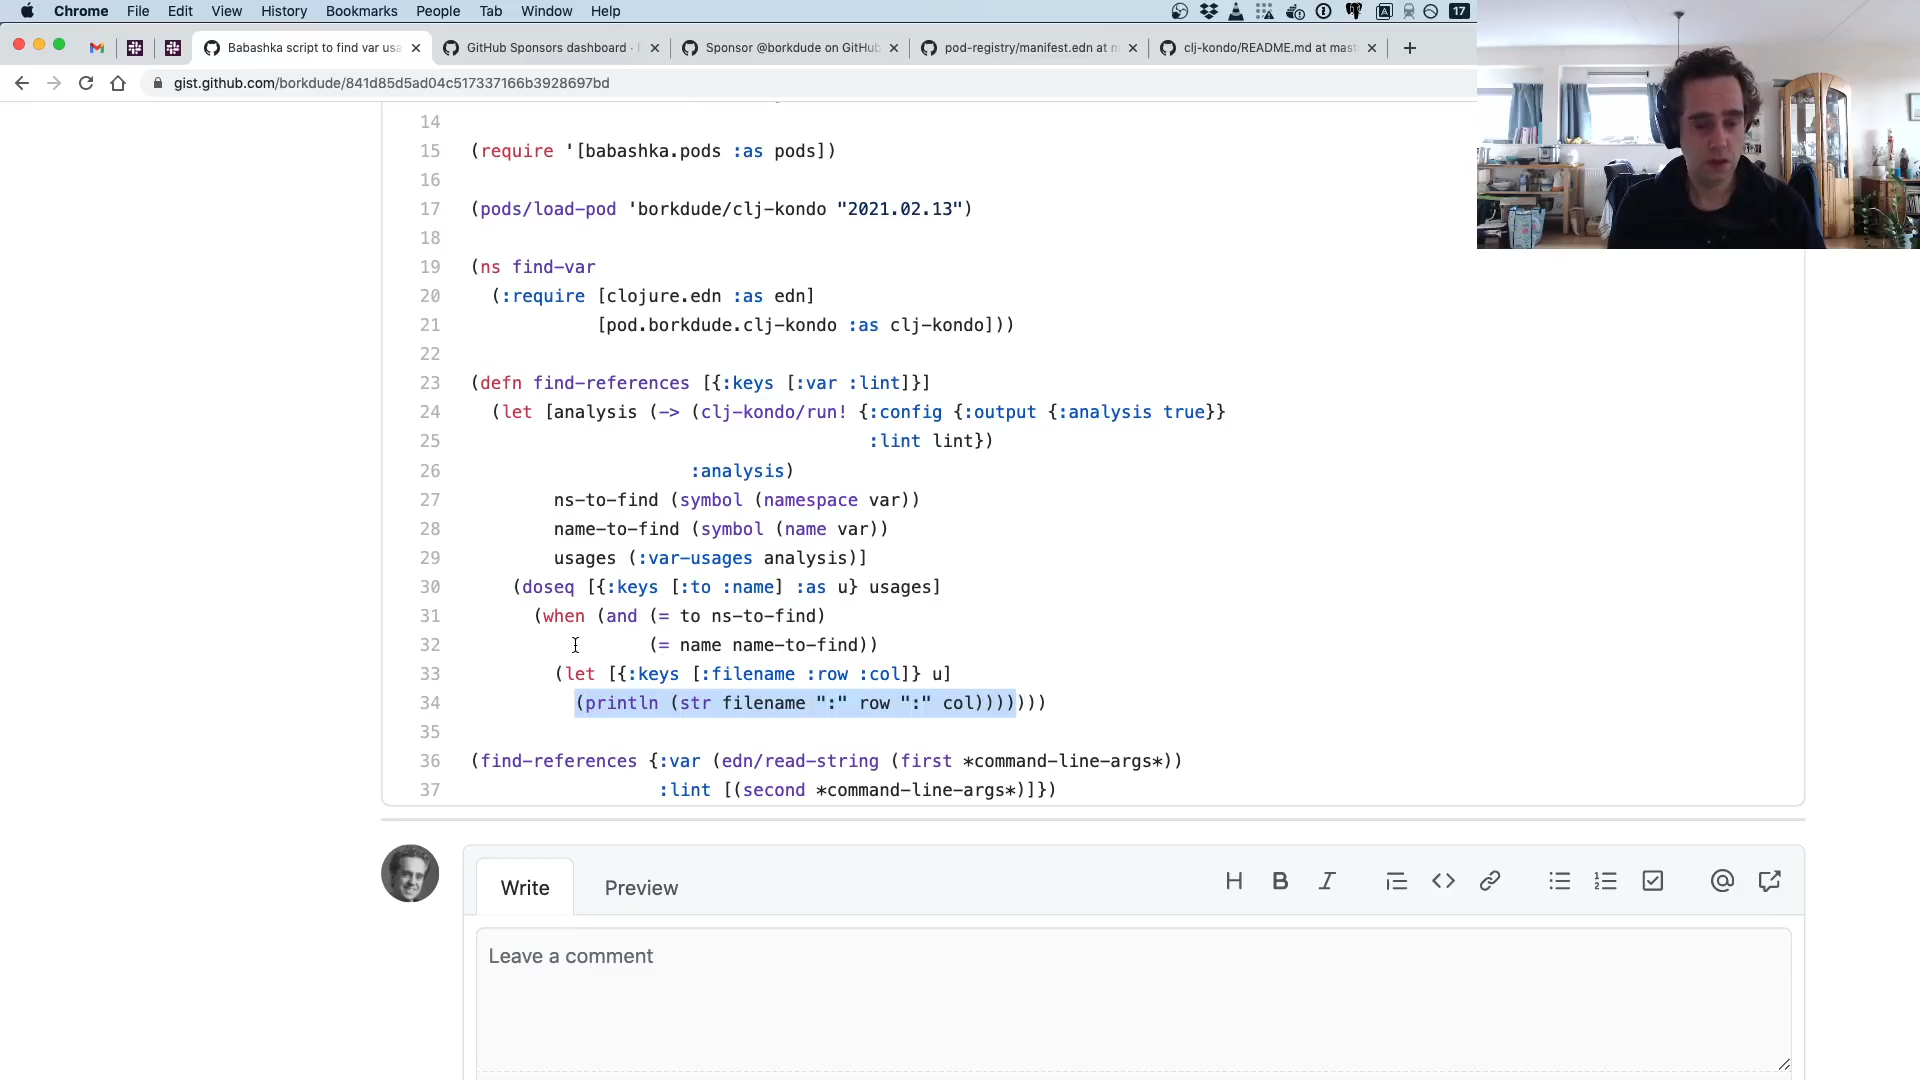 Chrome File Edit View History Bookmarks People Tab Window Help 17
Babashka script to find var usa
GitHub Sponsors dashboard ·
Sponsor @borkdude on GitHub
pod-registry/manifest.edn at m
clj-kondo/README.md at mast
gist.github.com/borkdude/841d85d5ad04c517337166b3928697bd
14
15 (require '[babashka.pods :as pods])
16
17 (pods/load-pod 'borkdude/clj-kondo "2021.02.13")
18
19 (ns find-var
20 (:require [clojure.edn :as edn]
21 [pod.borkdude.clj-kondo :as clj-kondo]))
22
23 (defn find-references [{:keys [:var :lint]}]
24 (let [analysis (-> (clj-kondo/run! {:config {:output {:analysis true}}
25 :lint lint})
26 :analysis)
27 ns-to-find (symbol (namespace var))
28 name-to-find (symbol (name var))
29 usages (:var-usages analysis)]
30 (doseq [{:keys [:to :name] :as u} usages]
31 (when (and (= to ns-to-find)
32 (= name name-to-find))
33 (let [{:keys [:filename :row :col]} u]
34 (println (str filename ":" row ":" col)))))))
35
36 (find-references {:var (edn/read-string (first *command-line-args*))
37 :lint [(second *command-line-args*)]})
Write Preview
Leave a comment